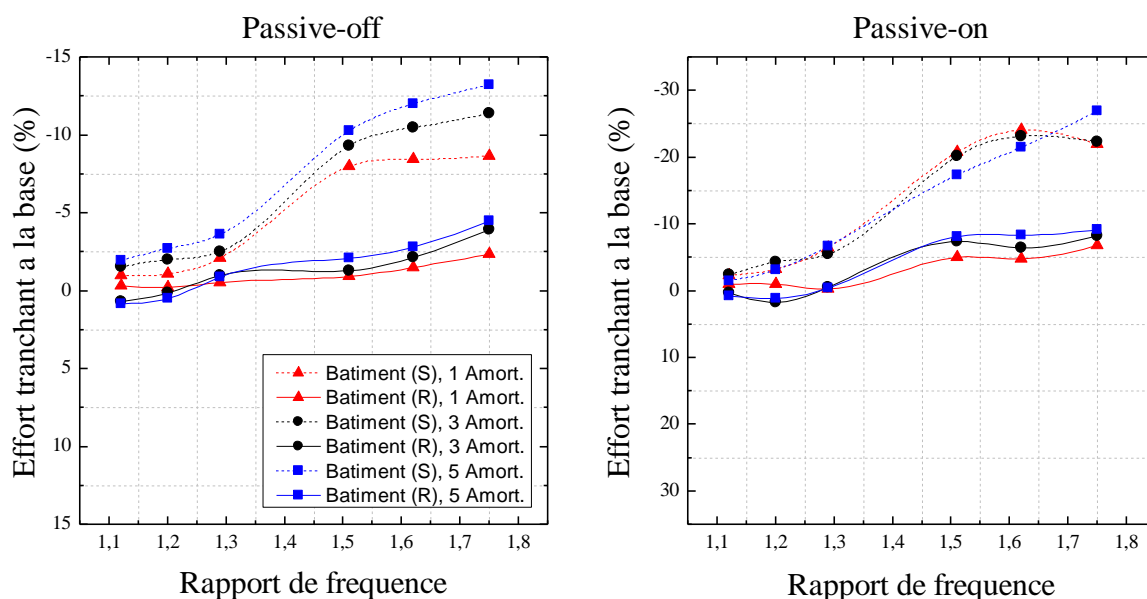 Passive-off
Effort tranchant a la base (%)
-15
-10
-5
0
5
10
15
Batiment (S), 1 Amort.
Batiment (R), 1 Amort.
Batiment (S), 3 Amort.
Batiment (R), 3 Amort.
Batiment (S), 5 Amort.
Batiment (R), 5 Amort.
1,1 1,2 1,3 1,4 1,5 1,6 1,7 1,8
Rapport de frequence
Passive-on
Effort tranchant a la base (%)
-30
-20
-10
0
10
20
30
1,1 1,2 1,3 1,4 1,5 1,6 1,7 1,8
Rapport de frequence